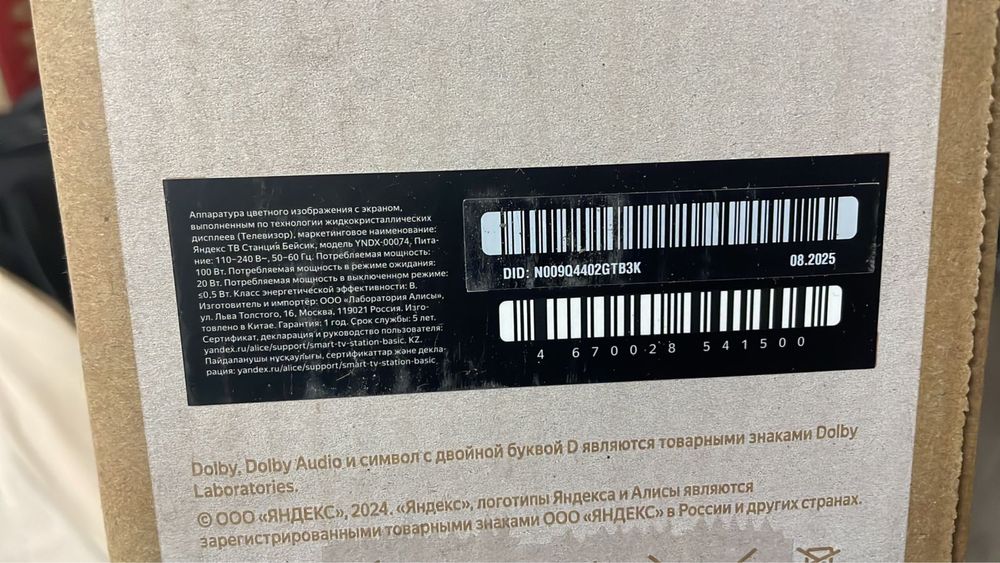 Аппаратура цветного изображения с экраном,
выполненным по технологии жидкокристаллических
дисплеев (Телевизор), маркетинговое наименование:
Яндекс ТВ Станция Бейсик, модель YNDX-00074, Пита-
ние: 110–240 В~, 50–60 Гц. Потребляемая мощность:
100 Вт. Потребляемая мощность в режиме ожидания:
20 Вт. Потребляемая мощность в выключенном режиме:
≤0,5 Вт. Класс энергетической эффективности: B.
Изготовитель и импортёр: ООО «Лаборатория Алисы»,
ул. Льва Толстого, 16, Москва, 119021 Россия. Изго-
товлено в Китае. Гарантия: 1 год. Срок службы: 5 лет.
Сертификат, декларация и руководство пользователя:
yandex.ru/alice/support/smart-tv-station-basic. KZ.
Пайдаланушы нұсқаулығы, сертификаттар және декла-
рация: yandex.ru/alice/support/smart-tv-station-basic
DID: N009Q4402GTB3K
08.2025
4 670028 541500
Dolby, Dolby Audio и символ с двойной буквой D являются товарными знаками Dolby
Laboratories.
© ООО «ЯНДЕКС», 2024. «Яндекс», логотипы Яндекса и Алисы являются
зарегистрированными товарными знаками ООО «ЯНДЕКС» в России и других странах.